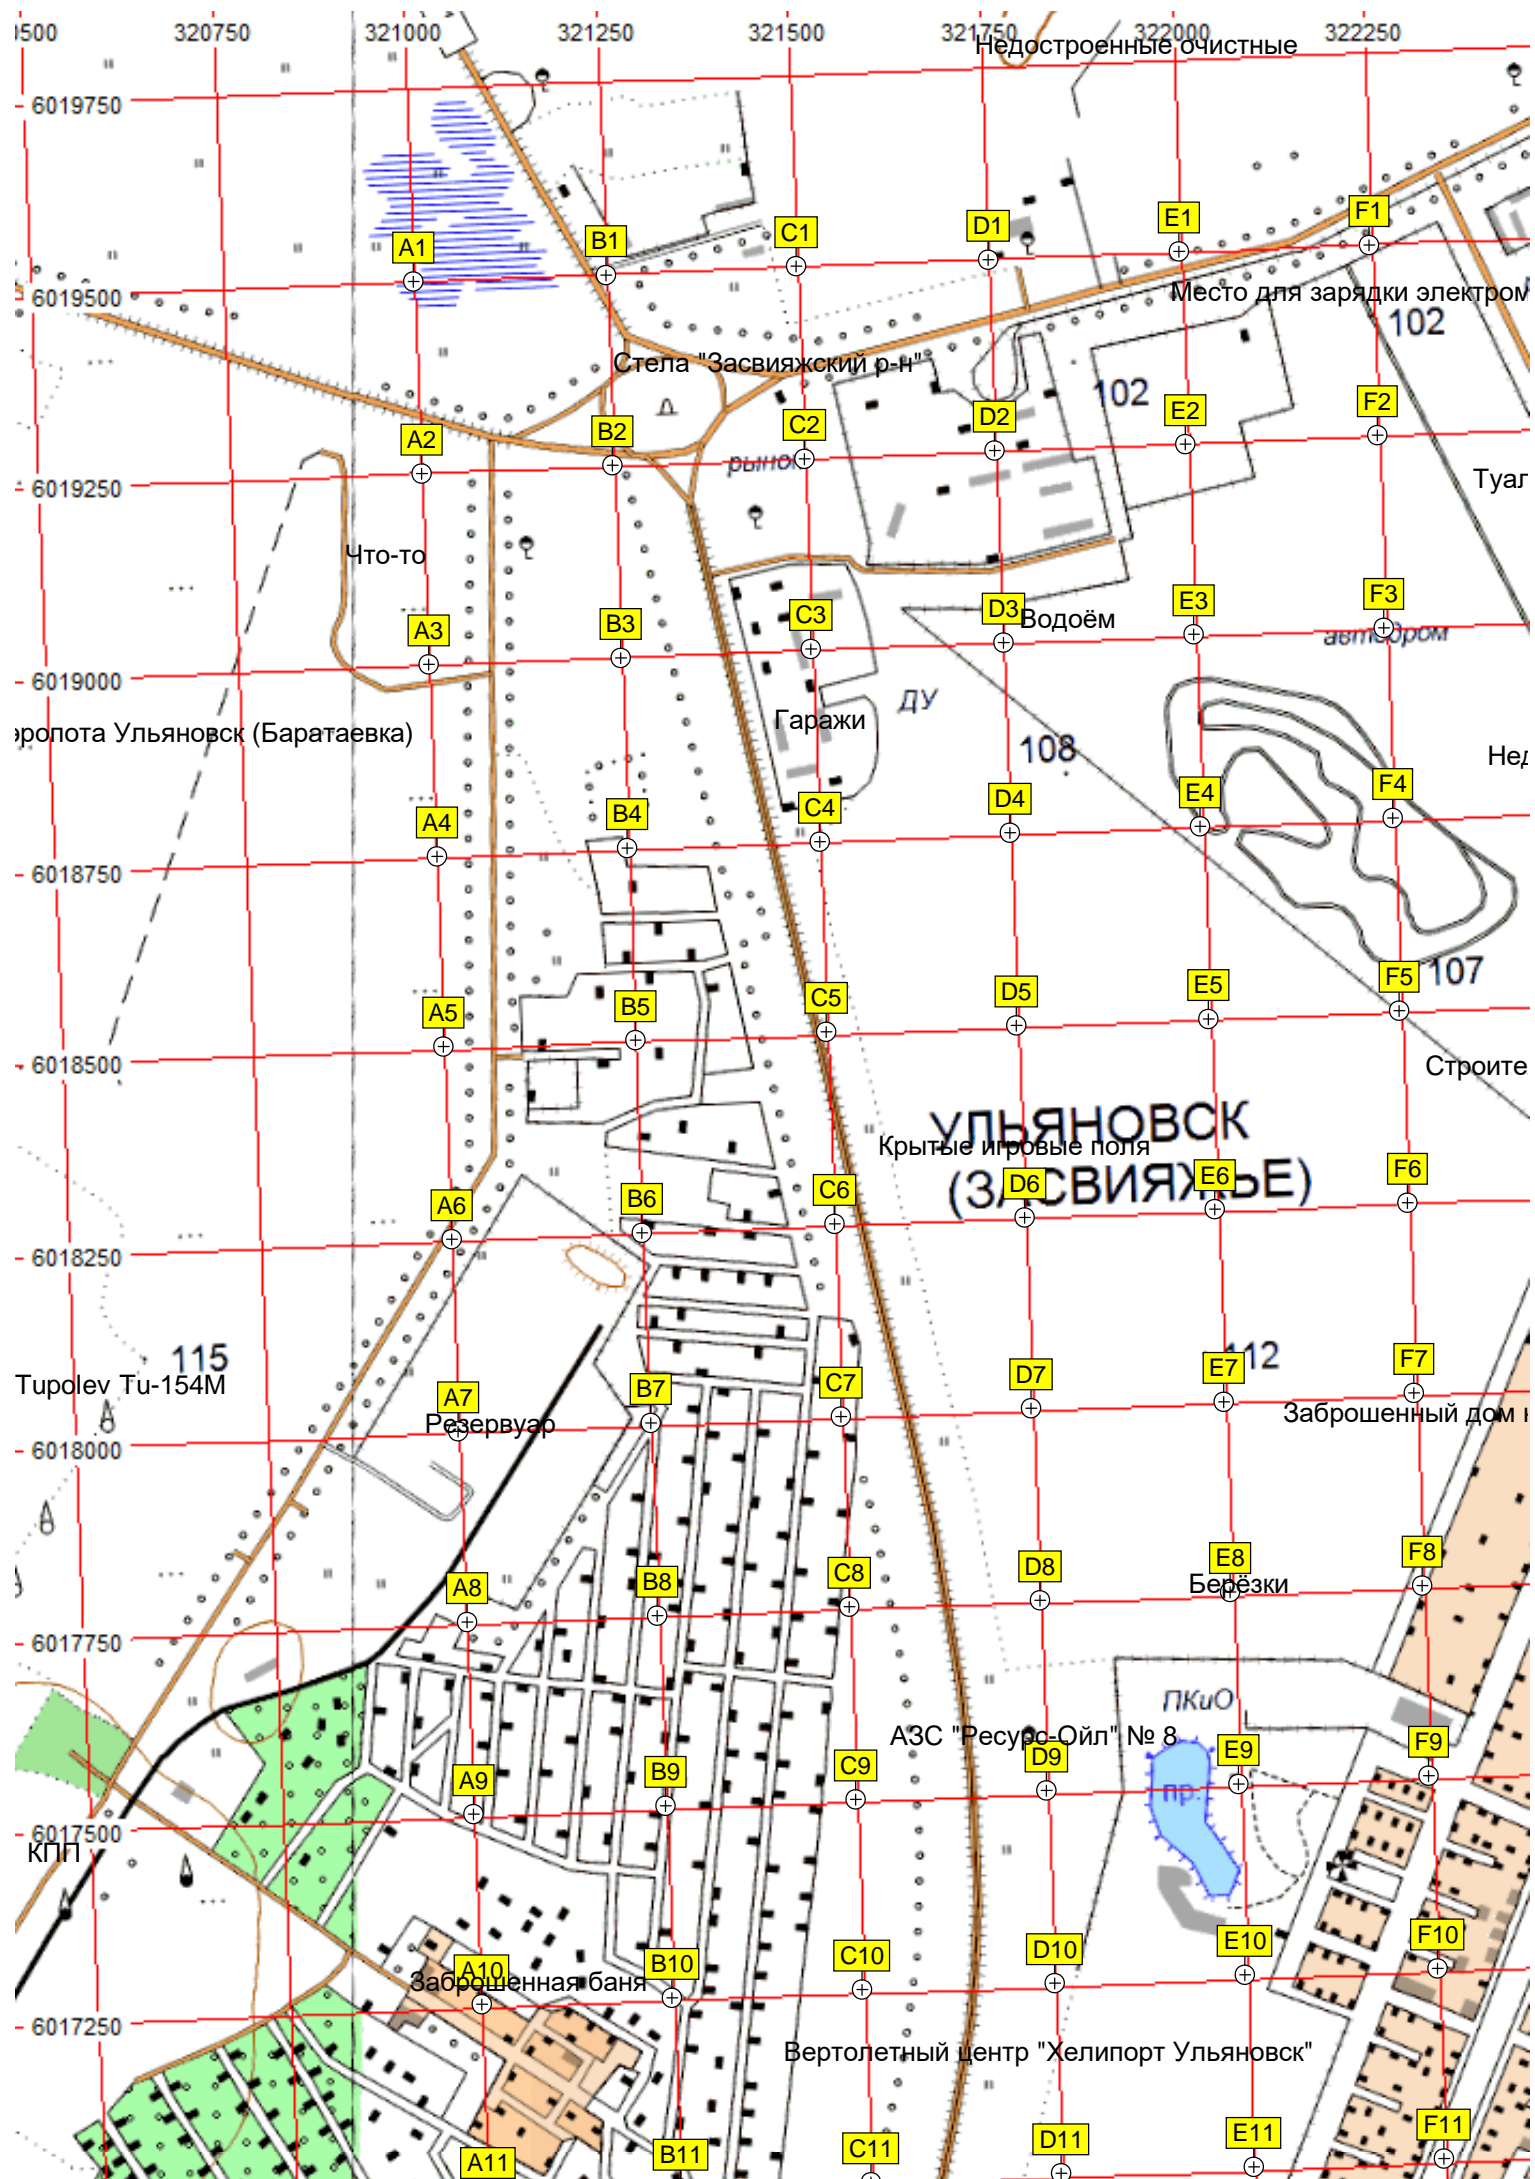 0500 320750 321000 321250 321500 321750 322000 322250
Недостроенные очистные
6019750
A1 B1 C1 D1 E1 F1
6019500
Место для зарядки электром
102
Стела "Засвияжский р-н"
102
A2 B2 C2 D2 E2 F2
рынок
6019250
Туал
Что-то
A3 B3 C3 D3 E3 F3
Водоём
автодром
6019000
ДУ
Гаражи
эропота Ульяновск (Баратаевка)
108
Нед
A4 B4 C4 D4 E4 F4
6018750
107
A5 B5 C5 D5 E5 F5
6018500
Строите
УЛЬЯНОВСК
Крытые игровые поля
(ЗАСВИЯЖЬЕ)
A6 B6 C6 D6 E6 F6
6018250
115
112
Tupolev Tu-154M
A7 B7 C7 D7 E7 F7
Резервуар
Заброшенный дом н
6018000
A8 B8 C8 D8 E8 F8
Берёзки
6017750
ПКиО
АЗС "Ресурс-Ойл" № 8
A9 B9 C9 D9 E9 F9
пр.
6017500
КПП
A10 B10 C10 D10 E10 F10
Заброшенная баня
6017250
Вертолетный центр "Хелипорт Ульяновск"
A11 B11 C11 D11 E11 F11